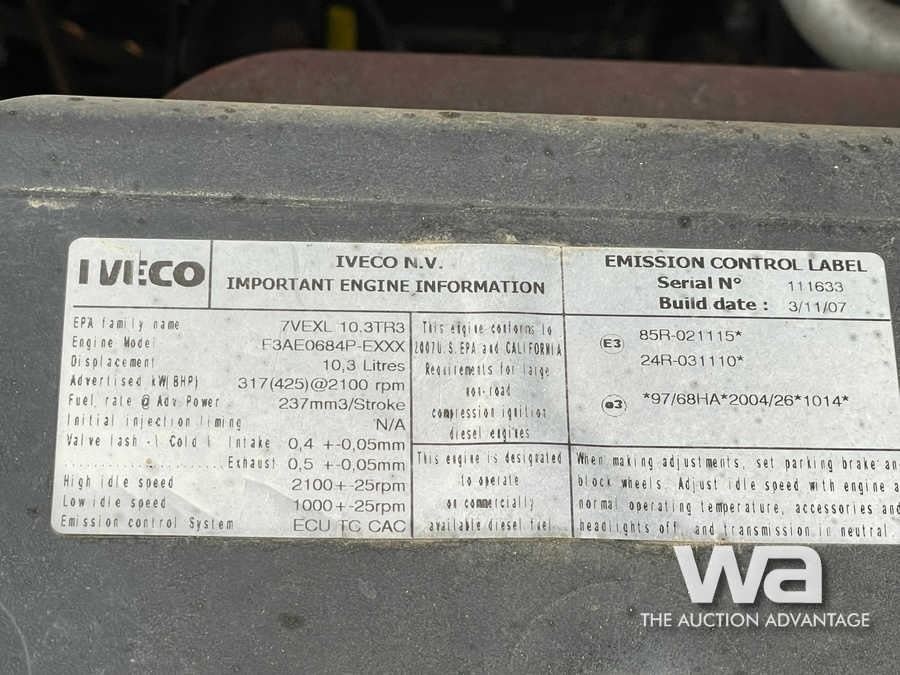 IVECO
IVECO N.V.
IMPORTANT ENGINE INFORMATION
EMISSION CONTROL LABEL
Serial N° 111633
Build date : 3/11/07
EPA family name 7VEXL 10.3TR3
Engine Model F3AE0684P-EXXX
Displacement 10,3 Litres
Advertised kW(BHP) 317(425)@2100 rpm
Fuel, rate @ Adv. Power 237mm3/Stroke
Initial injection timing N/A
Valve lash - ( Cold ) Intake 0,4 +-0,05mm
Exhaust 0,5 +-0,05mm
High idle speed 2100+-25rpm
Low idle speed 1000+-25rpm
Emission control System ECU TC CAC
This engine conforms to
2007U.S.EPA and CALIFORNIA
Requirements for large
non-road
compression ignition
diesel engines
This engine is designated
to operate
on commercially
available diesel fuel
E3 85R-021115*
24R-031110*
e3 *97/68HA*2004/26*1014*
When making adjustments, set parking brake an
block wheels. Adjust idle speed with engine a
normal operating temperature, accessories and
headlights off and transmission in neutral.
wa
THE AUCTION ADVANTAGE